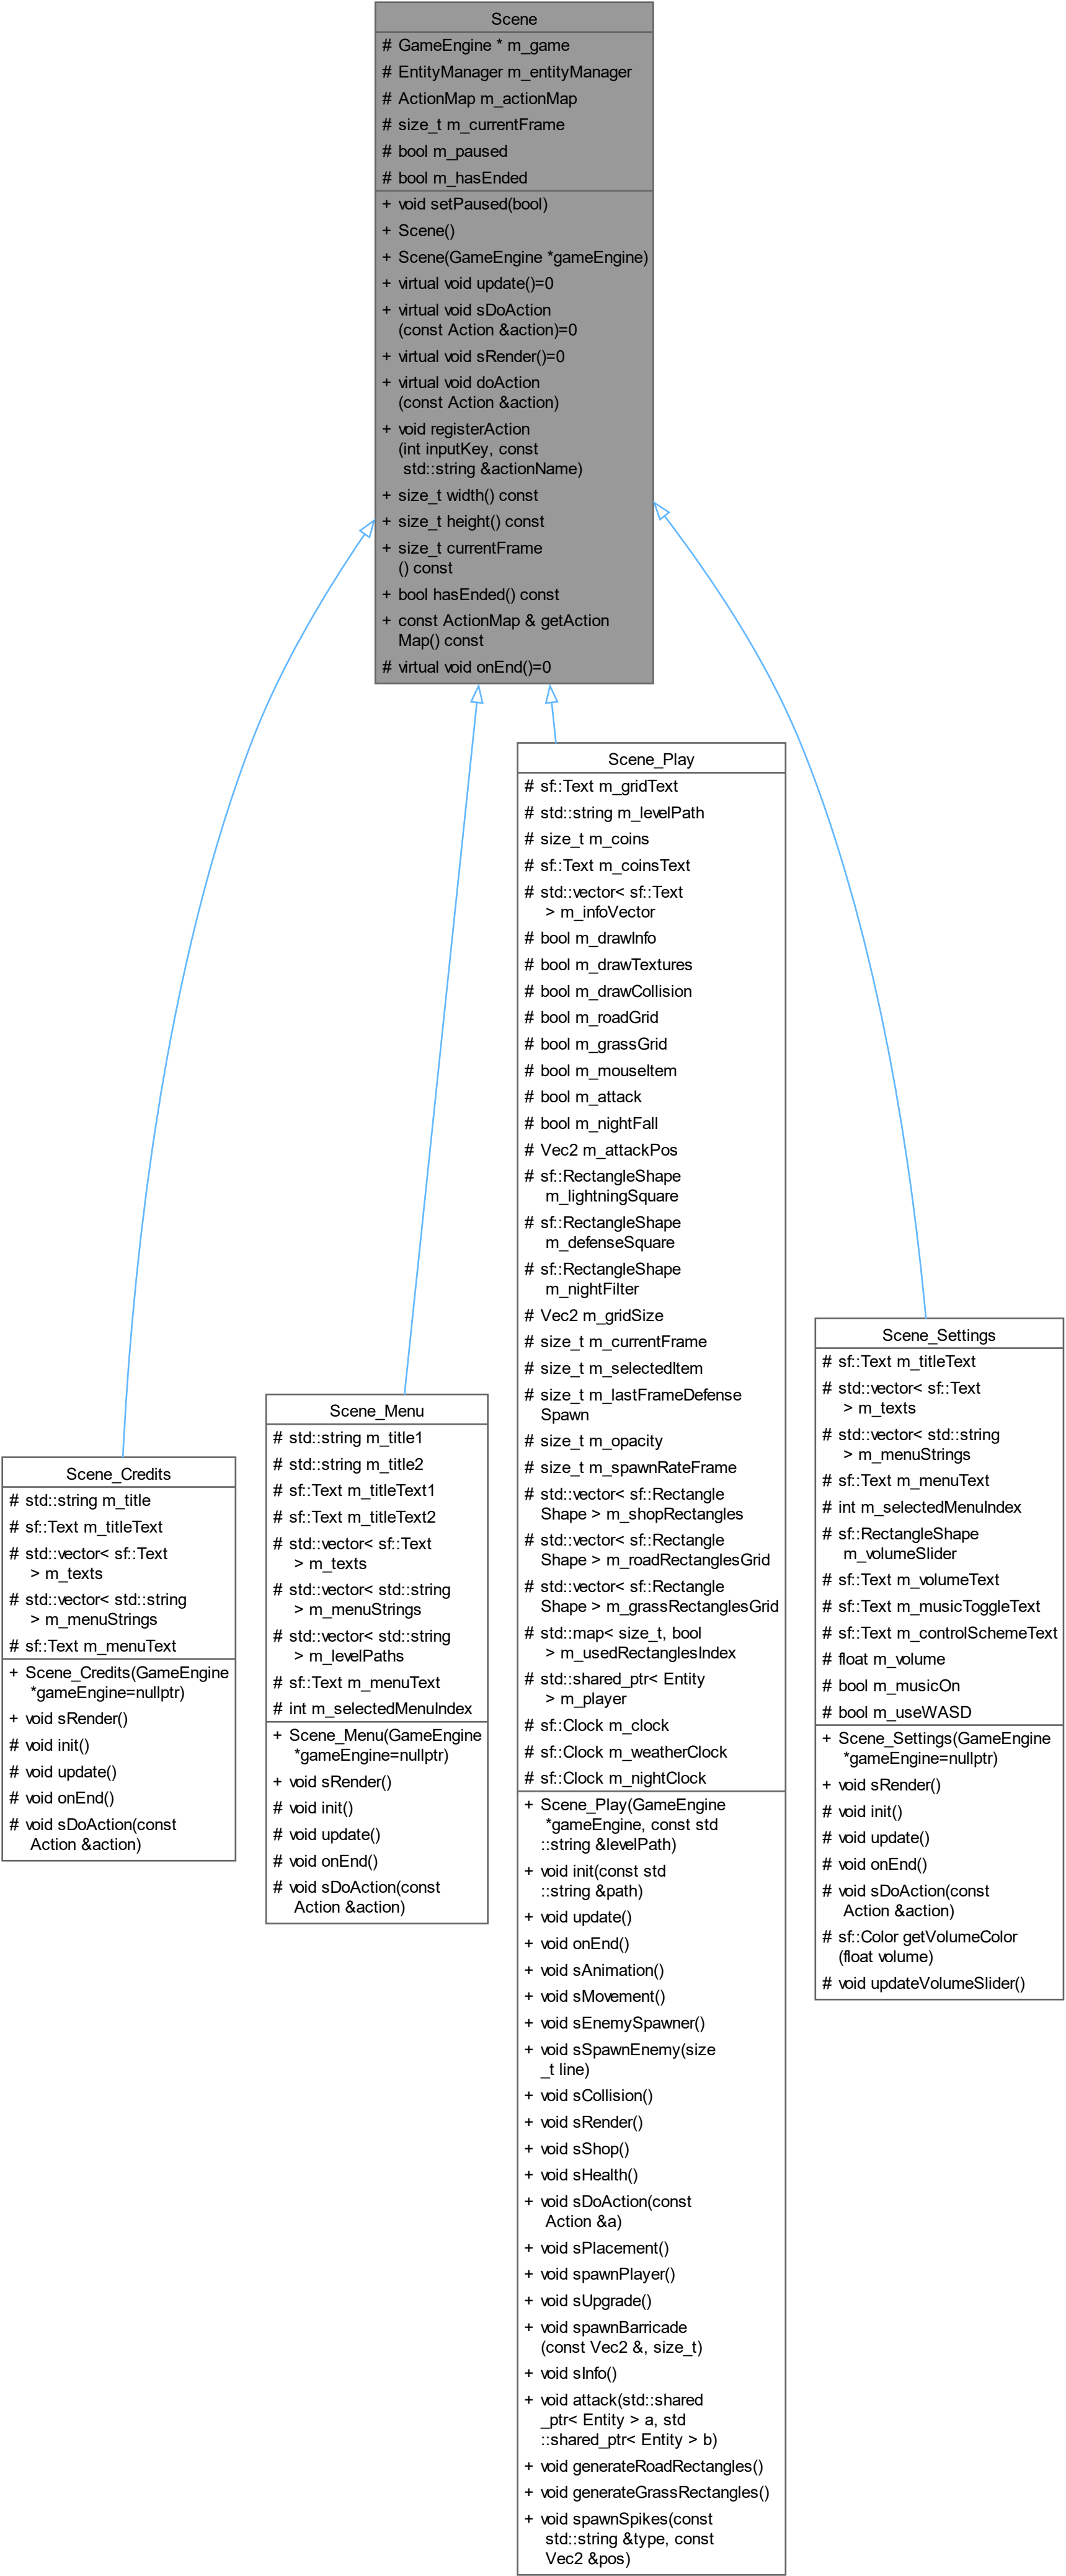 Scene
# GameEngine * m_game
# EntityManager m_entityManager
# ActionMap m_actionMap
# size_t m_currentFrame
# bool m_paused
# bool m_hasEnded
+ void setPaused(bool)
+ Scene()
+ Scene(GameEngine *gameEngine)
+ virtual void update()=0
+ virtual void sDoAction
(const Action &action)=0
+ virtual void sRender()=0
+ virtual void doAction
(const Action &action)
+ void registerAction
(int inputKey, const
std::string &actionName)
+ size_t width() const
+ size_t height() const
+ size_t currentFrame
() const
+ bool hasEnded() const
+ const ActionMap & getAction
Map() const
# virtual void onEnd()=0
Scene_Play
# sf::Text m_gridText
# std::string m_levelPath
# size_t m_coins
# sf::Text m_coinsText
# std::vector< sf::Text
> m_infoVector
# bool m_drawInfo
# bool m_drawTextures
# bool m_drawCollision
# bool m_roadGrid
# bool m_grassGrid
# bool m_mouseItem
# bool m_attack
# bool m_nightFall
# Vec2 m_attackPos
# sf::RectangleShape
m_lightningSquare
# sf::RectangleShape
m_defenseSquare
# sf::RectangleShape
m_nightFilter
# Vec2 m_gridSize
# size_t m_currentFrame
# size_t m_selectedItem
# size_t m_lastFrameDefense
Spawn
# size_t m_opacity
# size_t m_spawnRateFrame
# std::vector< sf::Rectangle
Shape > m_shopRectangles
# std::vector< sf::Rectangle
Shape > m_roadRectanglesGrid
# std::vector< sf::Rectangle
Shape > m_grassRectanglesGrid
# std::map< size_t, bool
> m_usedRectanglesIndex
# std::shared_ptr< Entity
> m_player
# sf::Clock m_clock
# sf::Clock m_weatherClock
# sf::Clock m_nightClock
+ Scene_Play(GameEngine
*gameEngine, const std
::string &levelPath)
+ void init(const std
::string &path)
+ void update()
+ void onEnd()
+ void sAnimation()
+ void sMovement()
+ void sEnemySpawner()
+ void sSpawnEnemy(size
_t line)
+ void sCollision()
+ void sRender()
+ void sShop()
+ void sHealth()
+ void sDoAction(const
Action &a)
+ void sPlacement()
+ void spawnPlayer()
+ void sUpgrade()
+ void spawnBarricade
(const Vec2 &, size_t)
+ void sInfo()
+ void attack(std::shared
_ptr< Entity > a, std
::shared_ptr< Entity > b)
+ void generateRoadRectangles()
+ void generateGrassRectangles()
+ void spawnSpikes(const
std::string &type, const
Vec2 &pos)
Scene_Settings
# sf::Text m_titleText
# std::vector< sf::Text
> m_texts
# std::vector< std::string
> m_menuStrings
# sf::Text m_menuText
# int m_selectedMenuIndex
# sf::RectangleShape
m_volumeSlider
# sf::Text m_volumeText
# sf::Text m_musicToggleText
# sf::Text m_controlSchemeText
# float m_volume
# bool m_musicOn
# bool m_useWASD
+ Scene_Settings(GameEngine
*gameEngine=nullptr)
+ void sRender()
# void init()
# void update()
# void onEnd()
# void sDoAction(const
Action &action)
# sf::Color getVolumeColor
(float volume)
# void updateVolumeSlider()
Scene_Menu
# std::string m_title1
# std::string m_title2
# sf::Text m_titleText1
# sf::Text m_titleText2
# std::vector< sf::Text
> m_texts
# std::vector< std::string
> m_menuStrings
# std::vector< std::string
> m_levelPaths
# sf::Text m_menuText
# int m_selectedMenuIndex
+ Scene_Menu(GameEngine
*gameEngine=nullptr)
+ void sRender()
# void init()
# void update()
# void onEnd()
# void sDoAction(const
Action &action)
Scene_Credits
# std::string m_title
# sf::Text m_titleText
# std::vector< sf::Text
> m_texts
# std::vector< std::string
> m_menuStrings
# sf::Text m_menuText
+ Scene_Credits(GameEngine
*gameEngine=nullptr)
+ void sRender()
# void init()
# void update()
# void onEnd()
# void sDoAction(const
Action &action)